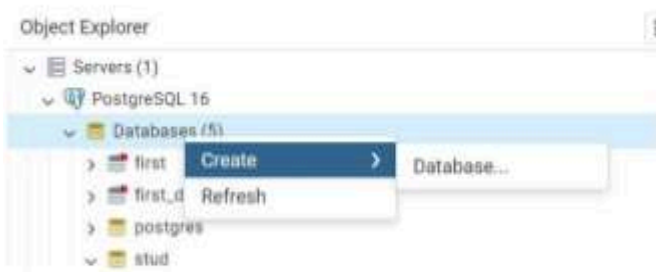 Object Explorer
Servers (1)
PostgreSQL 16
Databases (5)
first
Create
Database...
first_d
Refresh
postgres
stud